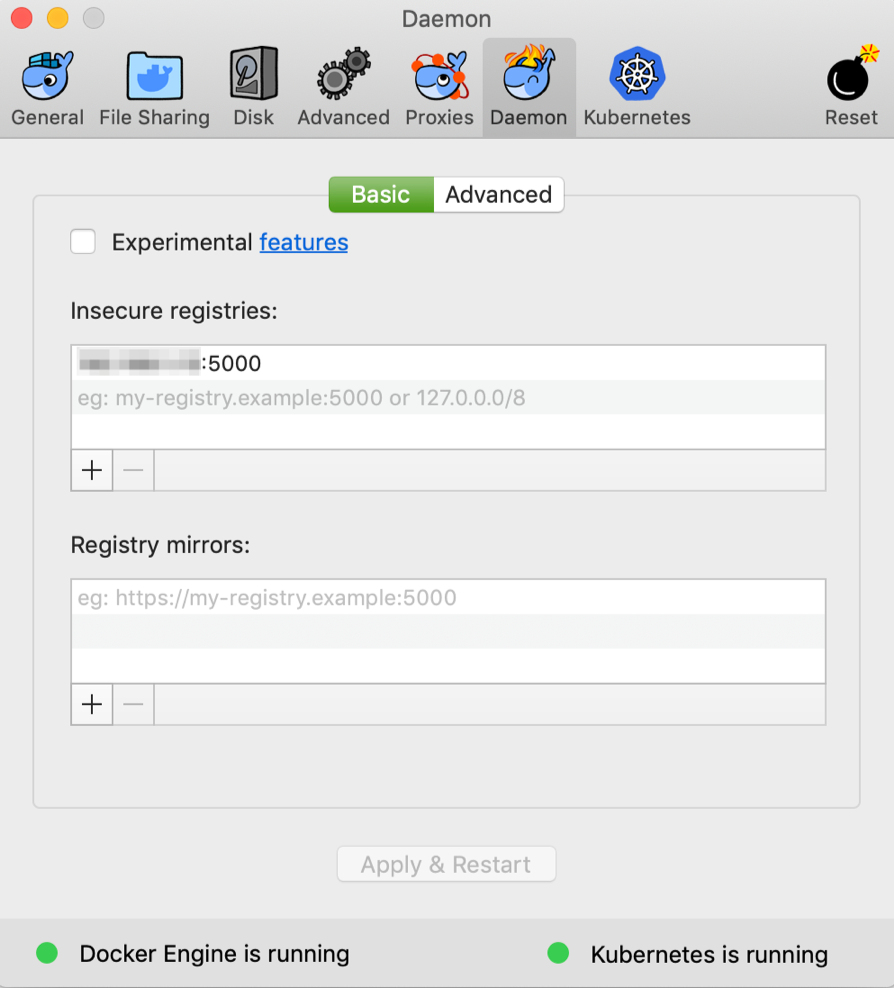 Daemon
General File Sharing Disk Advanced Proxies Daemon Kubernetes Reset
Basic Advanced
Experimental features
Insecure registries:
:5000
eg: my-registry.example:5000 or 127.0.0.0/8
Registry mirrors:
eg: https://my-registry.example:5000
Apply & Restart
Docker Engine is running Kubernetes is running